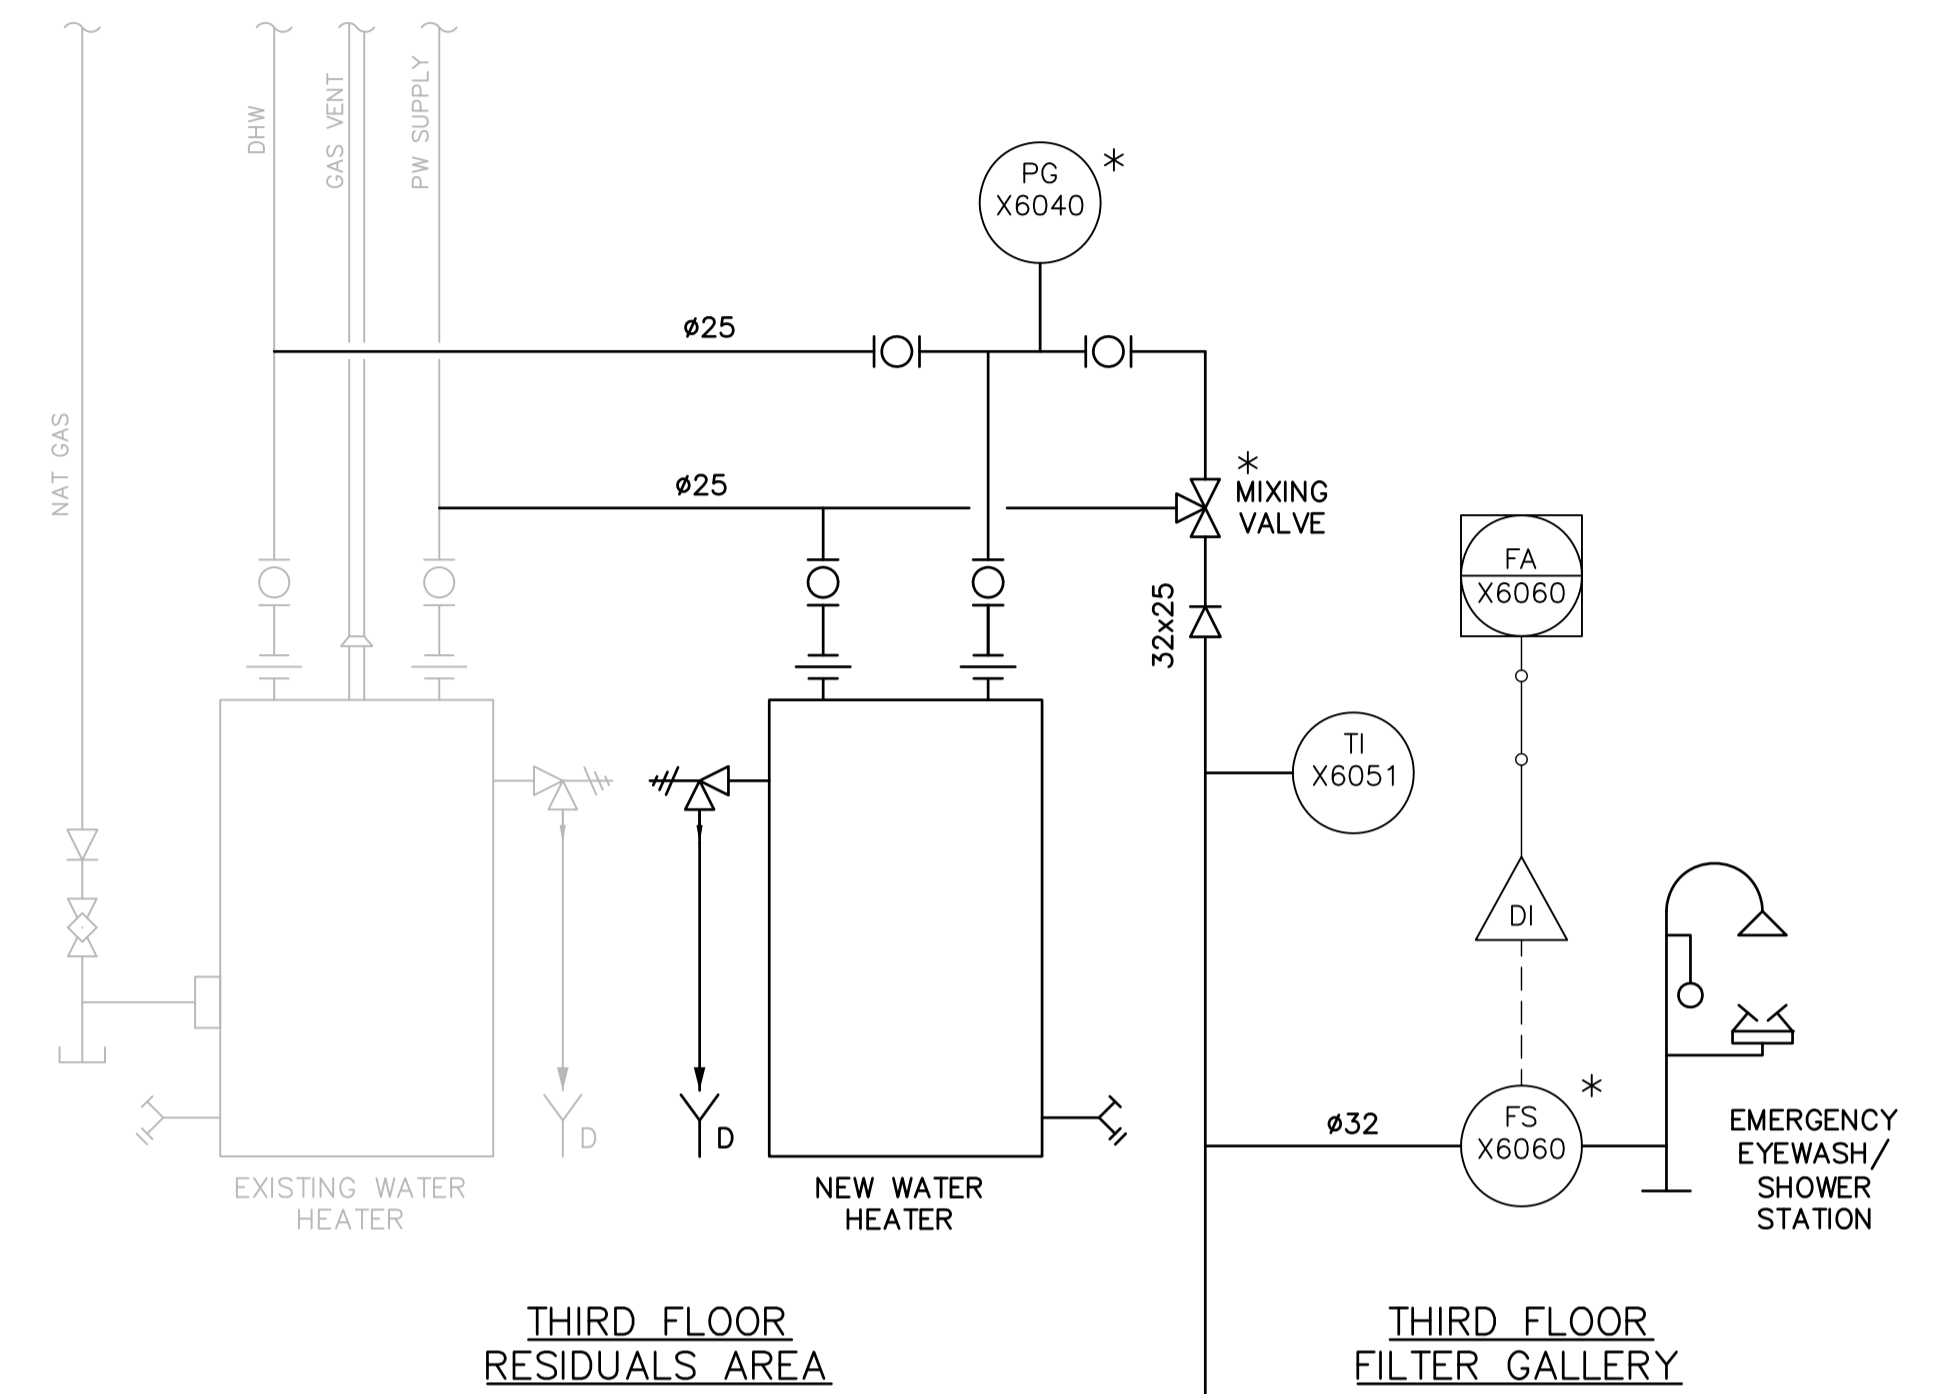 DHW
GAS VENT
PW SUPPLY
NAT GAS
PG
X6040
*
ø25
ø25
*
MIXING
VALVE
32x25
FA
X6060
TI
X6051
DI
FS
X6060
*
ø32
EMERGENCY
EYEWASH/
SHOWER
STATION
D
D
EXISTING WATER
HEATER
NEW WATER
HEATER
THIRD FLOOR
RESIDUALS AREA
THIRD FLOOR
FILTER GALLERY